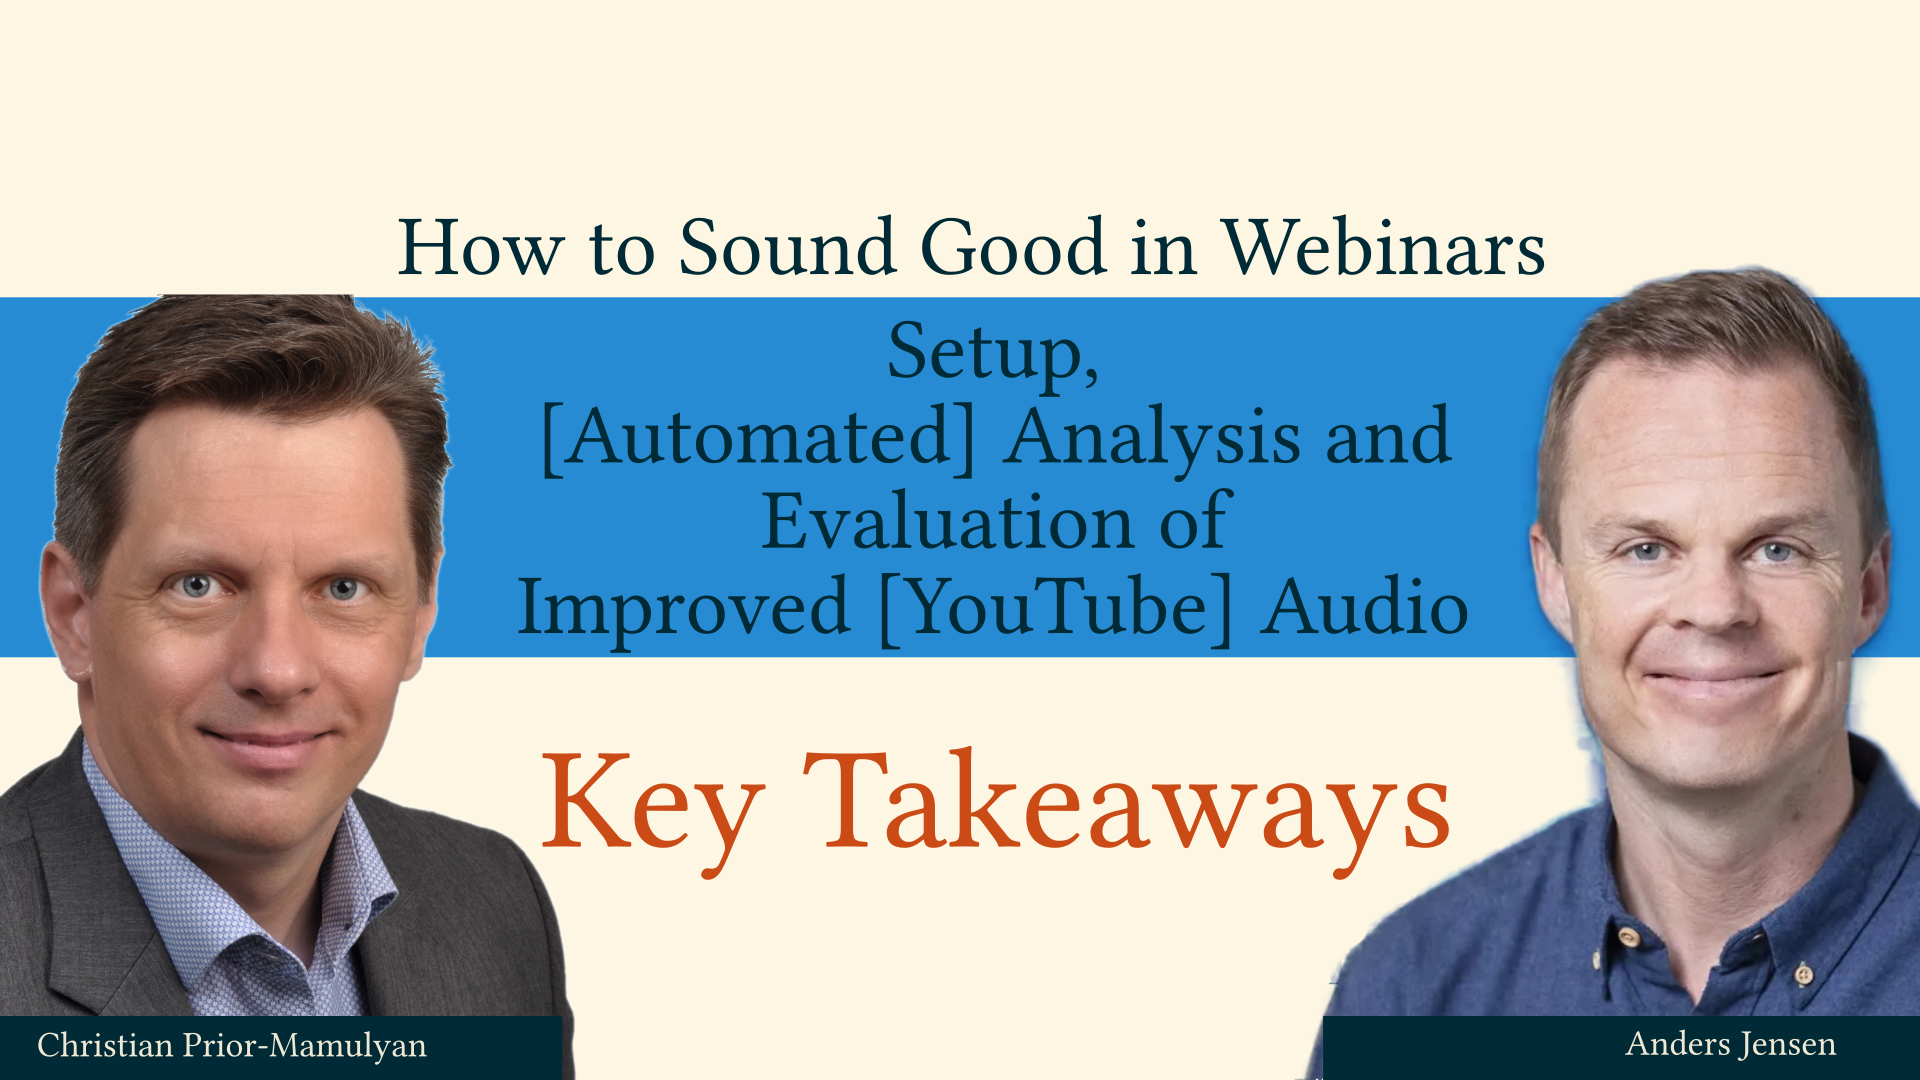 How to Sound Good in Webinars
Setup,
[Automated] Analysis and
Evaluation of
Improved [YouTube] Audio
Key Takeaways
Christian Prior-Mamulyan
Anders Jensen